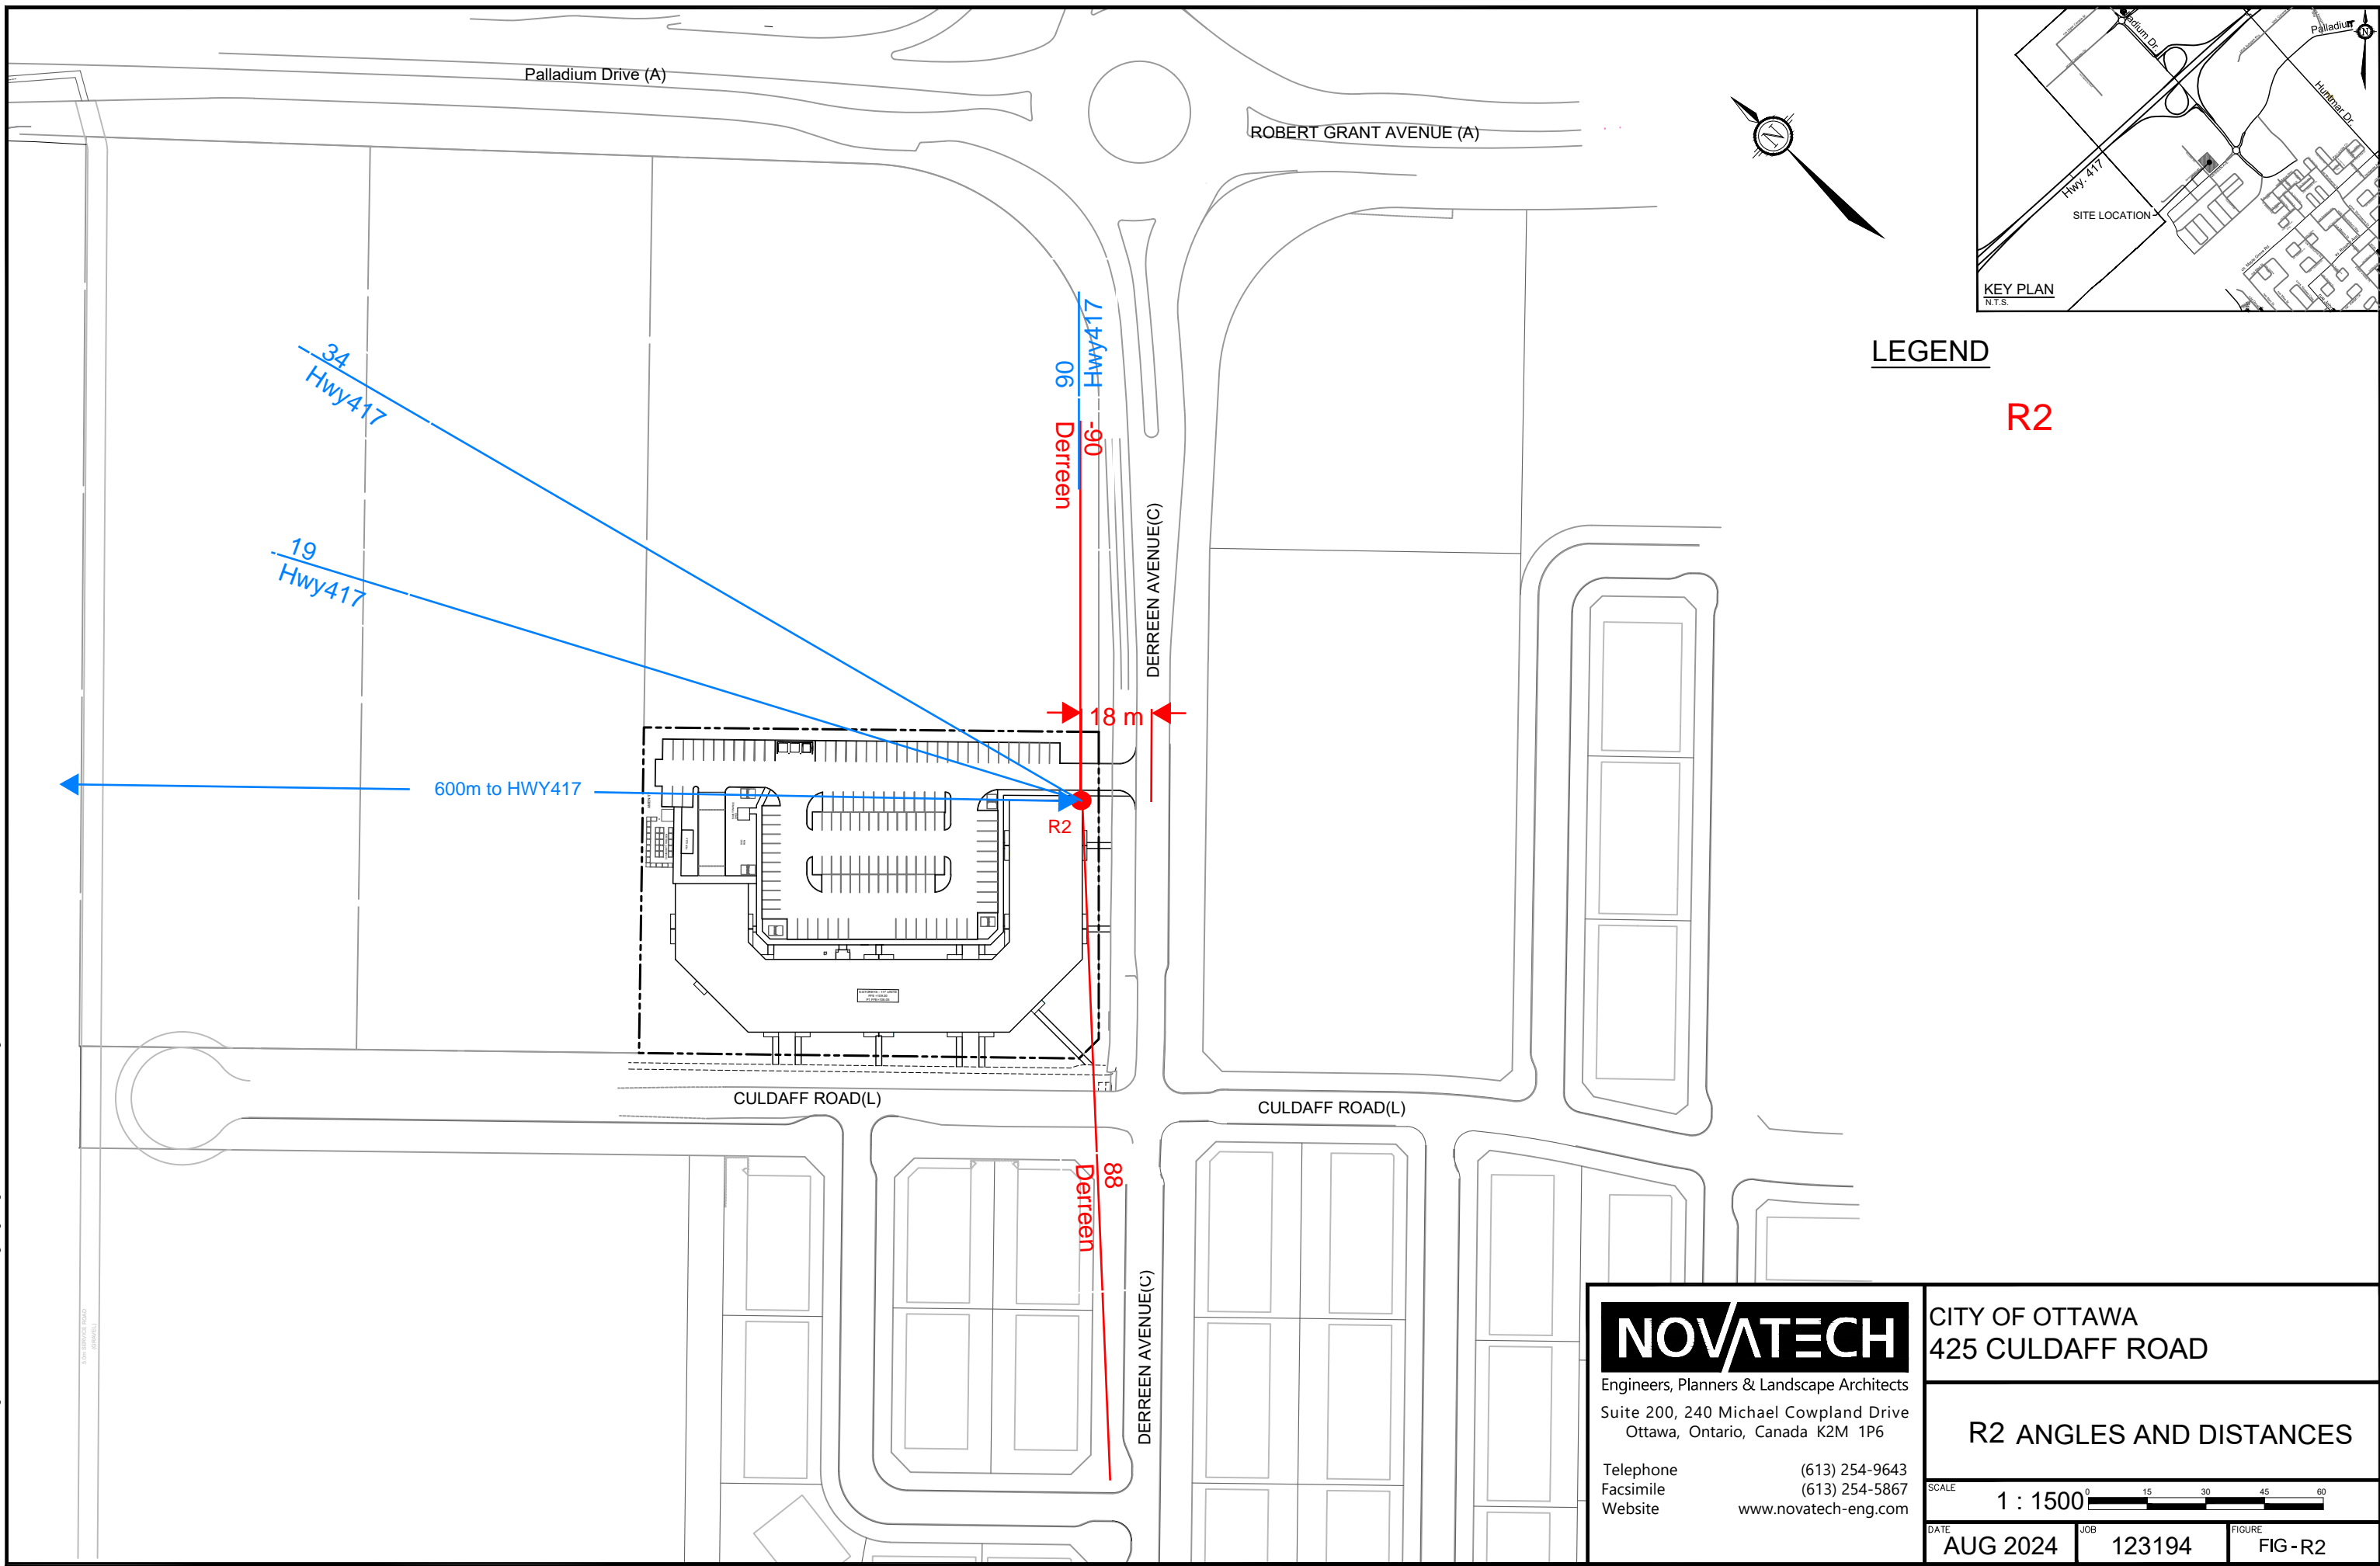 Palladium Drive (A)
ROBERT GRANT AVENUE (A)
N
Palladium
Huntmar Dr.
Hwy. 417
SITE LOCATION
KEY PLAN
N.T.S.
N
LEGEND
R2
34
Hwy417
19
Hwy417
90
Hwy417
-90
Derreen
DERREEN AVENUE(C)
18 m
600m to HWY417
R2
CULDAFF ROAD(L)
CULDAFF ROAD(L)
88
Derreen
DERREEN AVENUE(C)
NOVATECH
Engineers, Planners & Landscape Architects
Suite 200, 240 Michael Cowpland Drive
Ottawa, Ontario, Canada K2M 1P6
Telephone (613) 254-9643
Facsimile (613) 254-5867
Website www.novatech-eng.com
CITY OF OTTAWA
425 CULDAFF ROAD
R2 ANGLES AND DISTANCES
SCALE
1 : 1500
0 15 30 45 60
DATE
AUG 2024
JOB
123194
FIGURE
FIG-R2